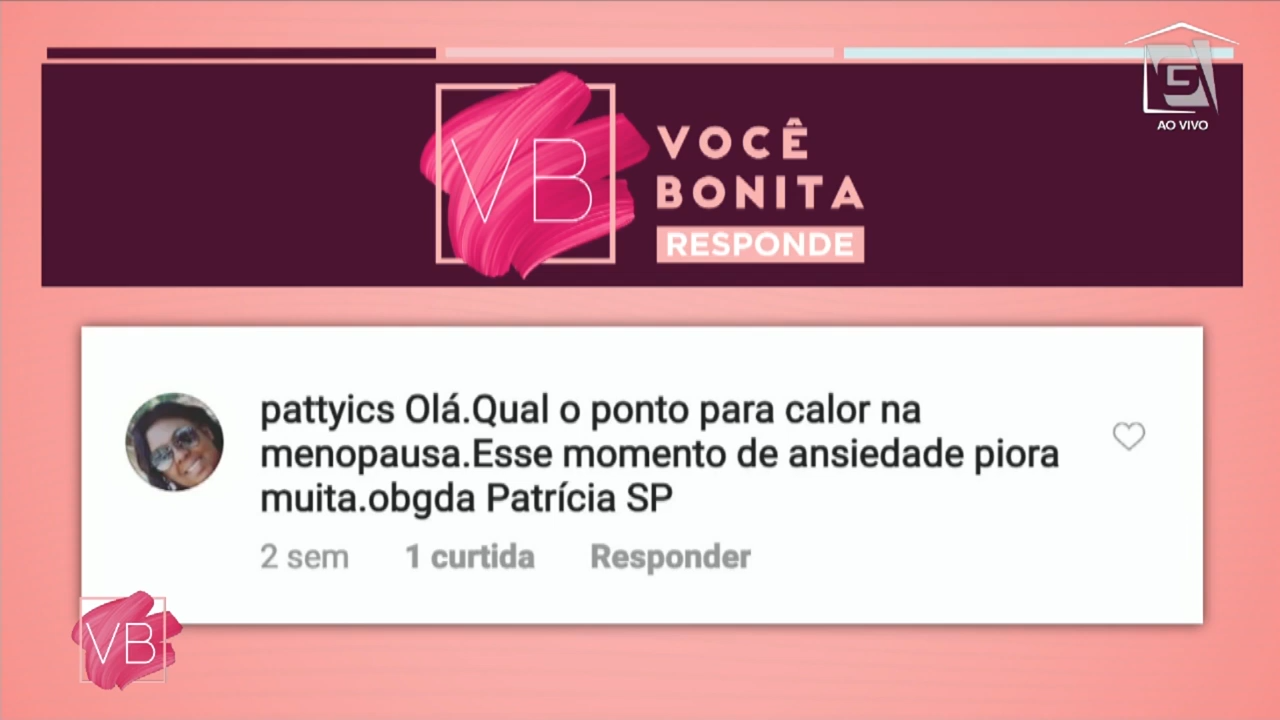 AO VIVO
VB
VOCÊ
BONITA
RESPONDE
pattyics Olá.Qual o ponto para calor na
menopausa.Esse momento de ansiedade piora
muita.obgda Patrícia SP
2 sem 1 curtida Responder
VB